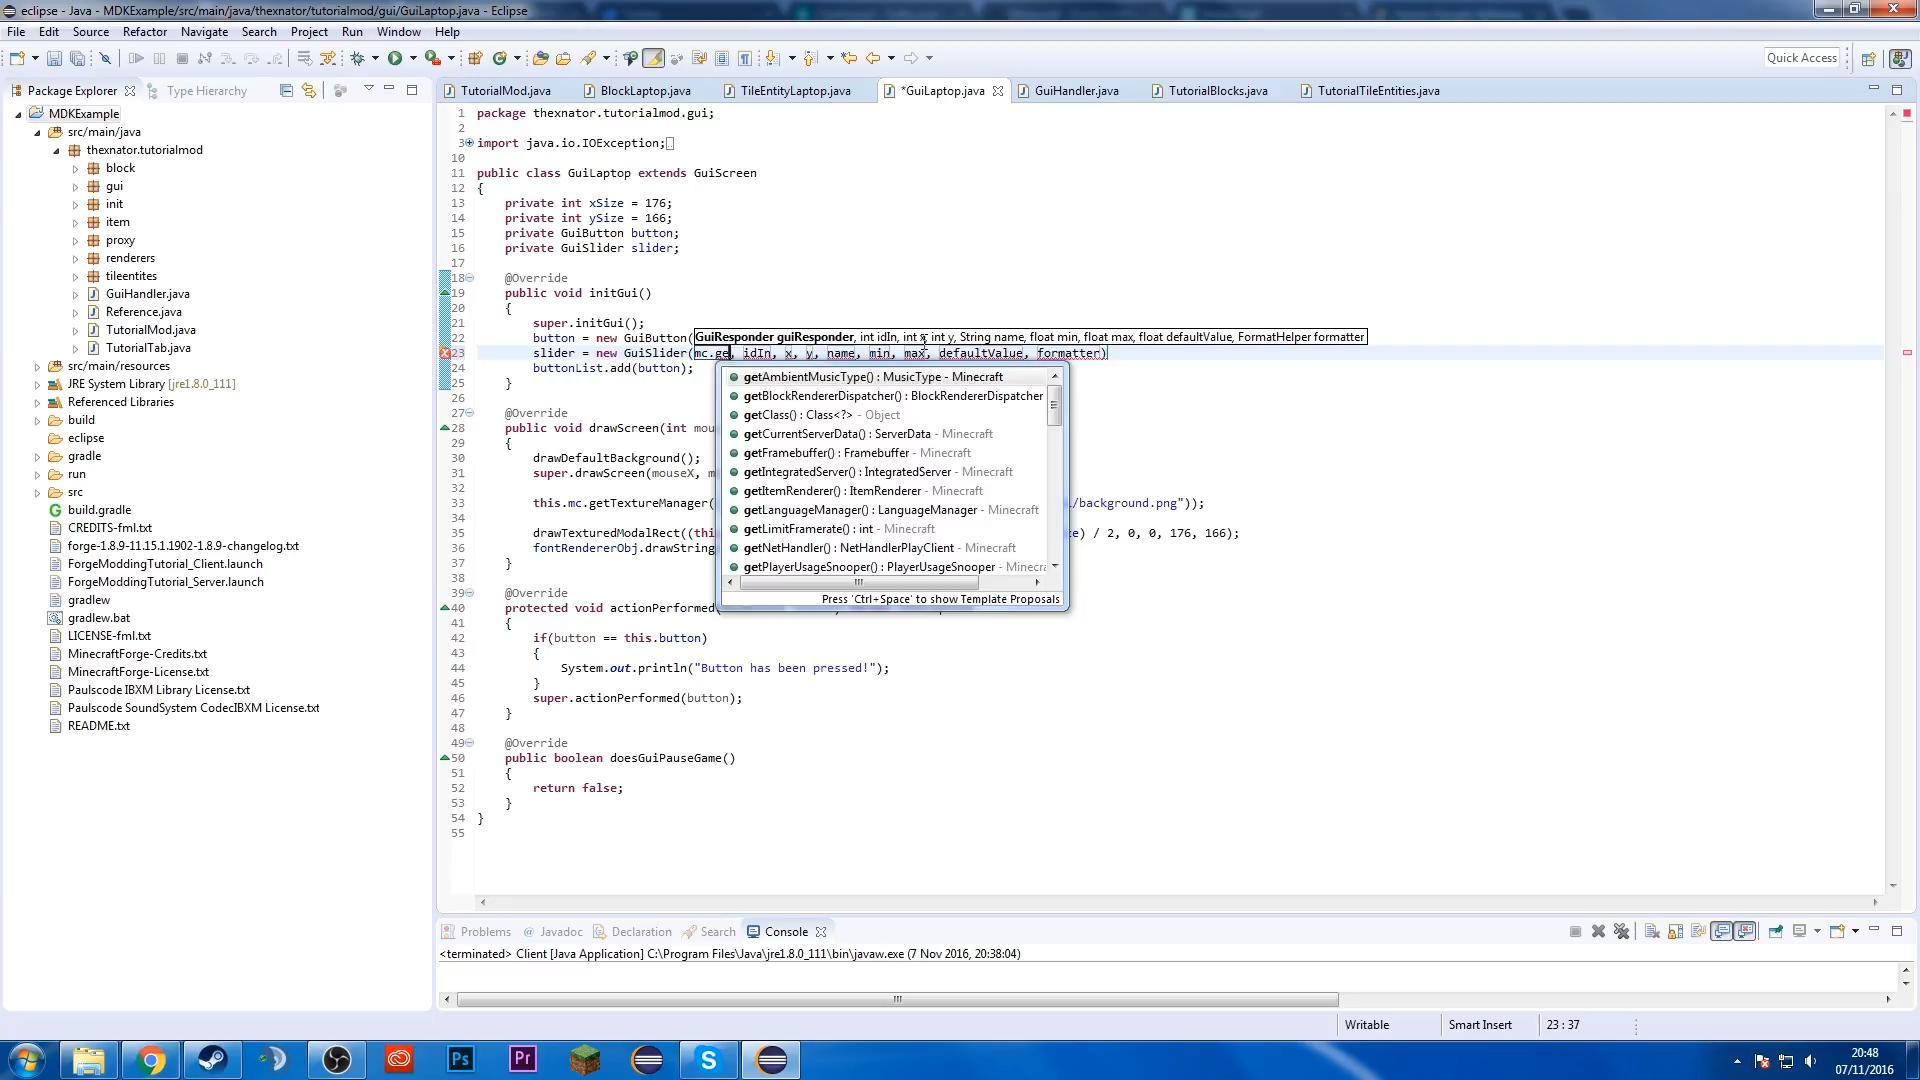 eclipse - Java - MDKExample/src/main/java/thexnator/tutorialmod/gui/GuiLaptop.java - Eclipse
File Edit Source Refactor Navigate Search Project Run Window Help
Quick Access
Package Explorer Type Hierarchy
TutorialMod.java BlockLaptop.java TileEntityLaptop.java *GuiLaptop.java GuiHandler.java TutorialBlocks.java TutorialTileEntities.java
MDKExample
src/main/java
thexnator.tutorialmod
block
gui
init
item
proxy
renderers
tileentites
GuiHandler.java
Reference.java
TutorialMod.java
TutorialTab.java
src/main/resources
JRE System Library [jre1.8.0_111]
Referenced Libraries
build
eclipse
gradle
run
src
build.gradle
CREDITS-fml.txt
forge-1.8.9-11.15.1.1902-1.8.9-changelog.txt
ForgeModdingTutorial_Client.launch
ForgeModdingTutorial_Server.launch
gradlew
gradlew.bat
LICENSE-fml.txt
MinecraftForge-Credits.txt
MinecraftForge-License.txt
Paulscode IBXM Library License.txt
Paulscode SoundSystem CodecIBXM License.txt
README.txt
1 package thexnator.tutorialmod.gui;
2
3 import java.io.IOException;
10
11 public class GuiLaptop extends GuiScreen
12 {
13 private int xSize = 176;
14 private int ySize = 166;
15 private GuiButton button;
16 private GuiSlider slider;
17
18 @Override
19 public void initGui()
20 {
21 super.initGui();
22 button = new GuiButton(
GuiResponder guiResponder, int idIn, int x, int y, String name, float min, float max, float defaultValue, FormatHelper formatter
23 slider = new GuiSlider(mc.ge, idIn, x, y, name, min, max, defaultValue, formatter)
24 buttonList.add(button);
25 }
26
27 @Override
28 public void drawScreen(int mou
29 {
30 drawDefaultBackground();
31 super.drawScreen(mouseX, m
32
33 this.mc.getTextureManager( /background.png"));
34
35 drawTexturedModalRect((thi ) / 2, 0, 0, 176, 166);
36 fontRendererObj.drawString
37 }
38
39 @Override
40 protected void actionPerformed
41 {
42 if(button == this.button)
43 {
44 System.out.println("Button has been pressed!");
45 }
46 super.actionPerformed(button);
47 }
48
49 @Override
50 public boolean doesGuiPauseGame()
51 {
52 return false;
53 }
54 }
55
getAmbientMusicType() : MusicType - Minecraft
getBlockRendererDispatcher() : BlockRendererDispatcher
getClass() : Class<?> - Object
getCurrentServerData() : ServerData - Minecraft
getFramebuffer() : Framebuffer - Minecraft
getIntegratedServer() : IntegratedServer - Minecraft
getItemRenderer() : ItemRenderer - Minecraft
getLanguageManager() : LanguageManager - Minecraft
getLimitFramerate() : int - Minecraft
getNetHandler() : NetHandlerPlayClient - Minecraft
getPlayerUsageSnooper() : PlayerUsageSnooper - Minecra
Press 'Ctrl+Space' to show Template Proposals
Problems @ Javadoc Declaration Search Console
<terminated> Client [Java Application] C:\Program Files\Java\jre1.8.0_111\bin\javaw.exe (7 Nov 2016, 20:38:04)
Writable Smart Insert 23 : 37
Ps Pr S
20:48
07/11/2016